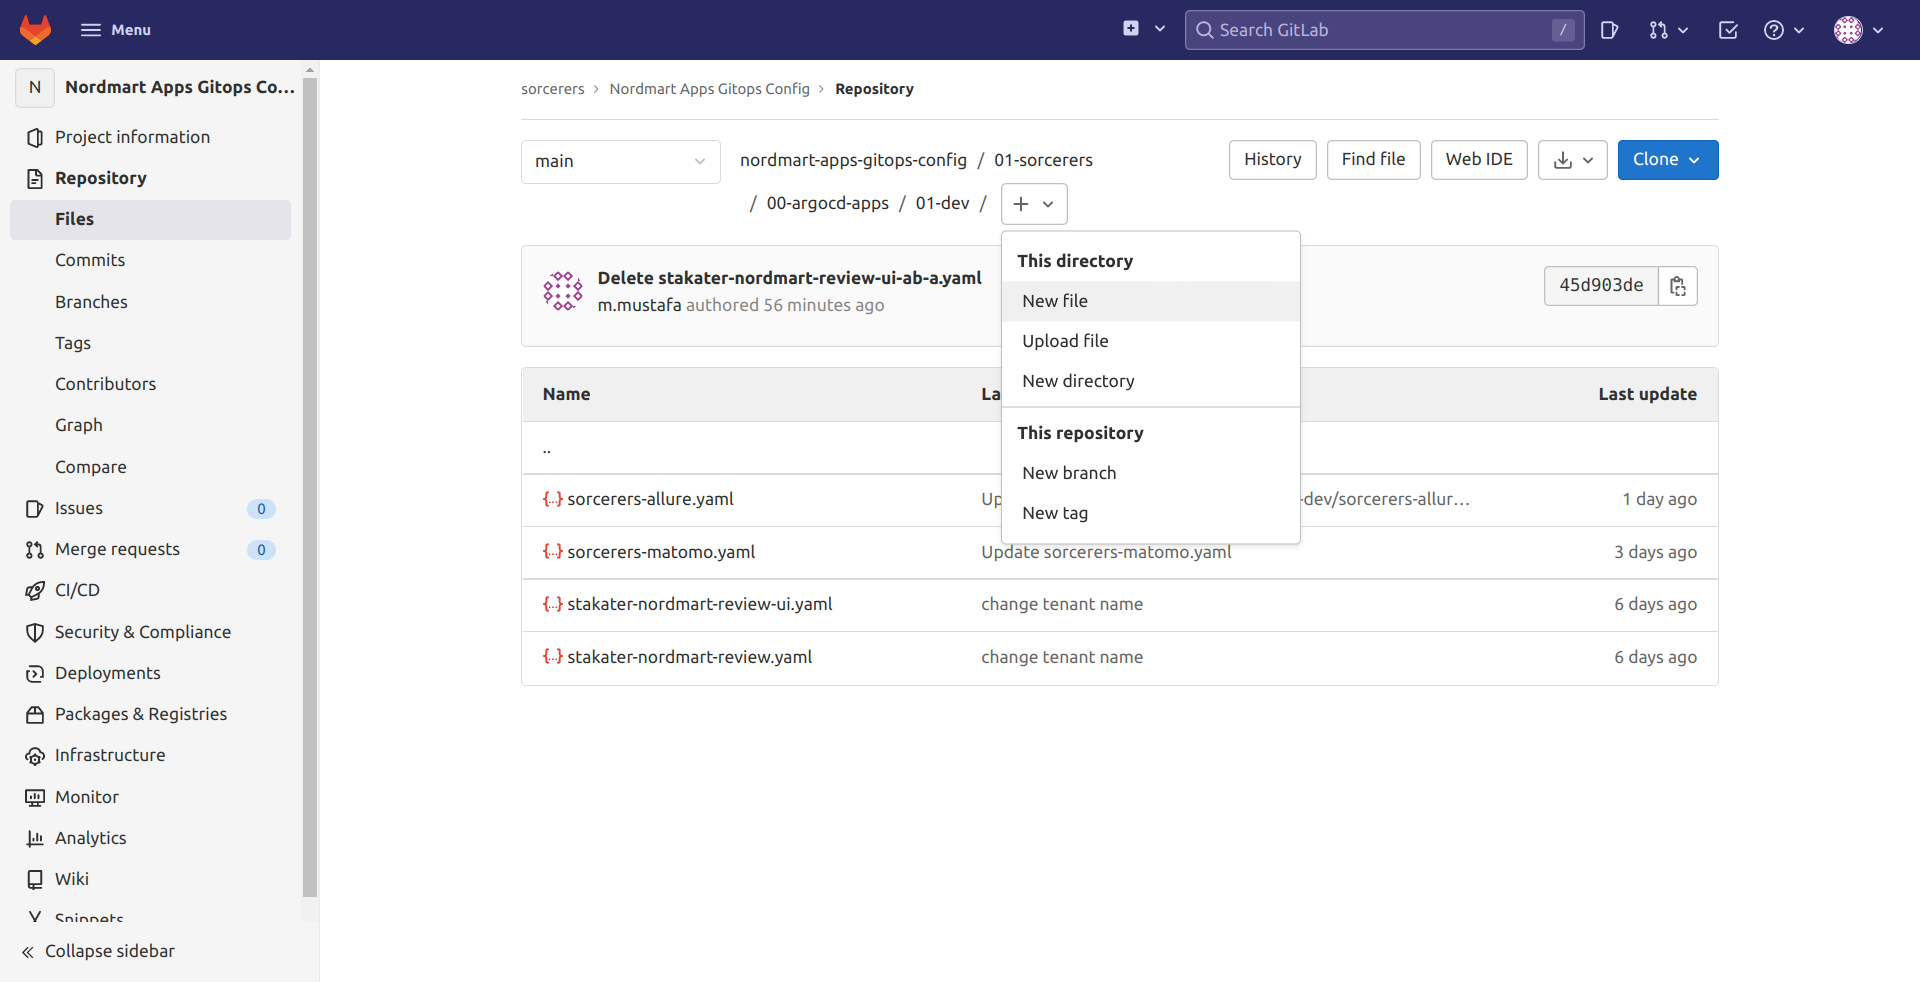 Menu
Search GitLab
/
N
Nordmart Apps Gitops Co...
Project information
Repository
Files
Commits
Branches
Tags
Contributors
Graph
Compare
Issues 0
Merge requests 0
CI/CD
Security & Compliance
Deployments
Packages & Registries
Infrastructure
Monitor
Analytics
Wiki
Snippets
Collapse sidebar
sorcerers › Nordmart Apps Gitops Config › Repository
main
nordmart-apps-gitops-config / 01-sorcerers
/ 00-argocd-apps / 01-dev /
History
Find file
Web IDE
Clone
This directory
New file
Upload file
New directory
This repository
New branch
New tag
Delete stakater-nordmart-review-ui-ab-a.yaml
m.mustafa authored 56 minutes ago
45d903de
Name La Last update
..
sorcerers-allure.yaml Up -dev/sorcerers-allur... 1 day ago
sorcerers-matomo.yaml Update sorcerers-matomo.yaml 3 days ago
stakater-nordmart-review-ui.yaml change tenant name 6 days ago
stakater-nordmart-review.yaml change tenant name 6 days ago